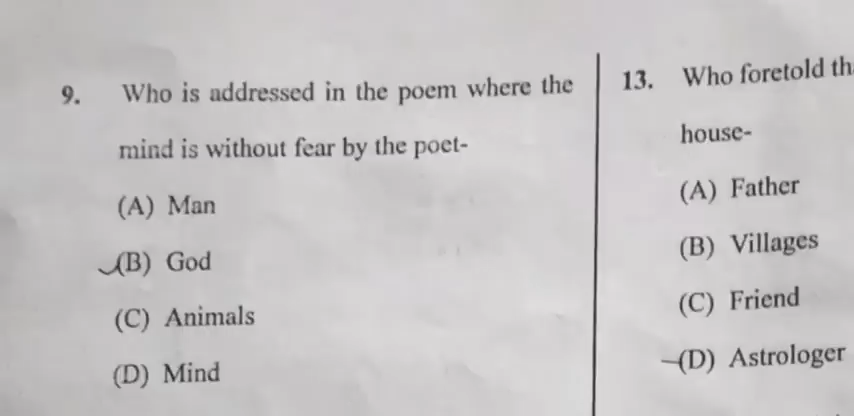 9. Who is addressed in the poem where the
mind is without fear by the poet-
(A) Man
(B) God
(C) Animals
(D) Mind
13. Who foretold th
house-
(A) Father
(B) Villages
(C) Friend
(D) Astrologer